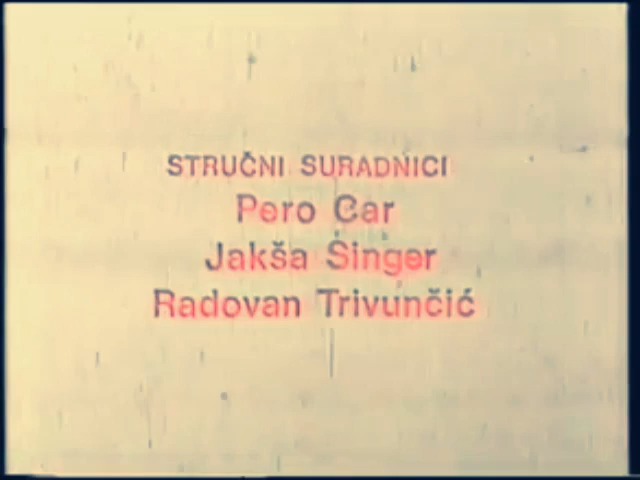 STRUČNI SURADNICI
Pero Car
Jakša Singer
Radovan Trivunčić